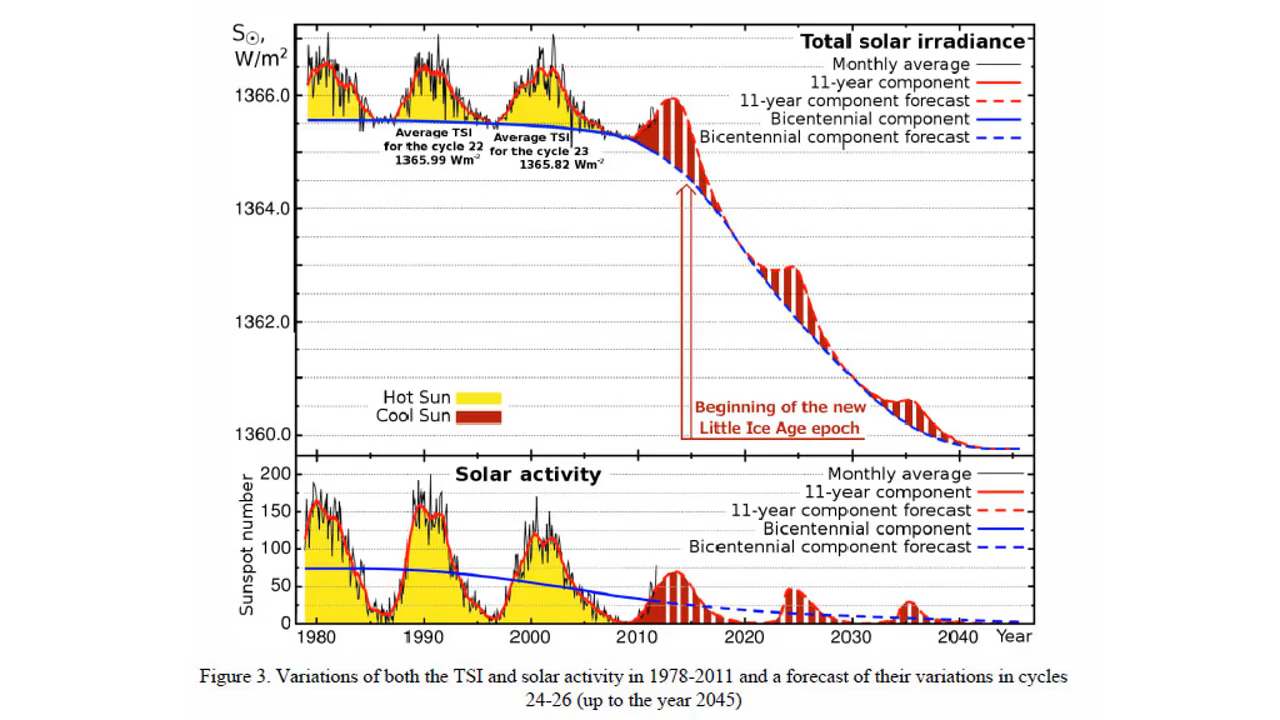 S☉,
W/m²
Total solar irradiance
Monthly average
11-year component
11-year component forecast
Bicentennial component
Bicentennial component forecast
1366.0
1364.0
1362.0
1360.0
Average TSI
for the cycle 22
1365.99 Wm⁻²
Average TSI
for the cycle 23
1365.82 Wm⁻²
Hot Sun
Cool Sun
Beginning of the new
Little Ice Age epoch
Solar activity
Monthly average
11-year component
11-year component forecast
Bicentennial component
Bicentennial component forecast
Sunspot number
200
150
100
50
0
1980 1990 2000 2010 2020 2030 2040 Year
Figure 3. Variations of both the TSI and solar activity in 1978-2011 and a forecast of their variations in cycles
24-26 (up to the year 2045)